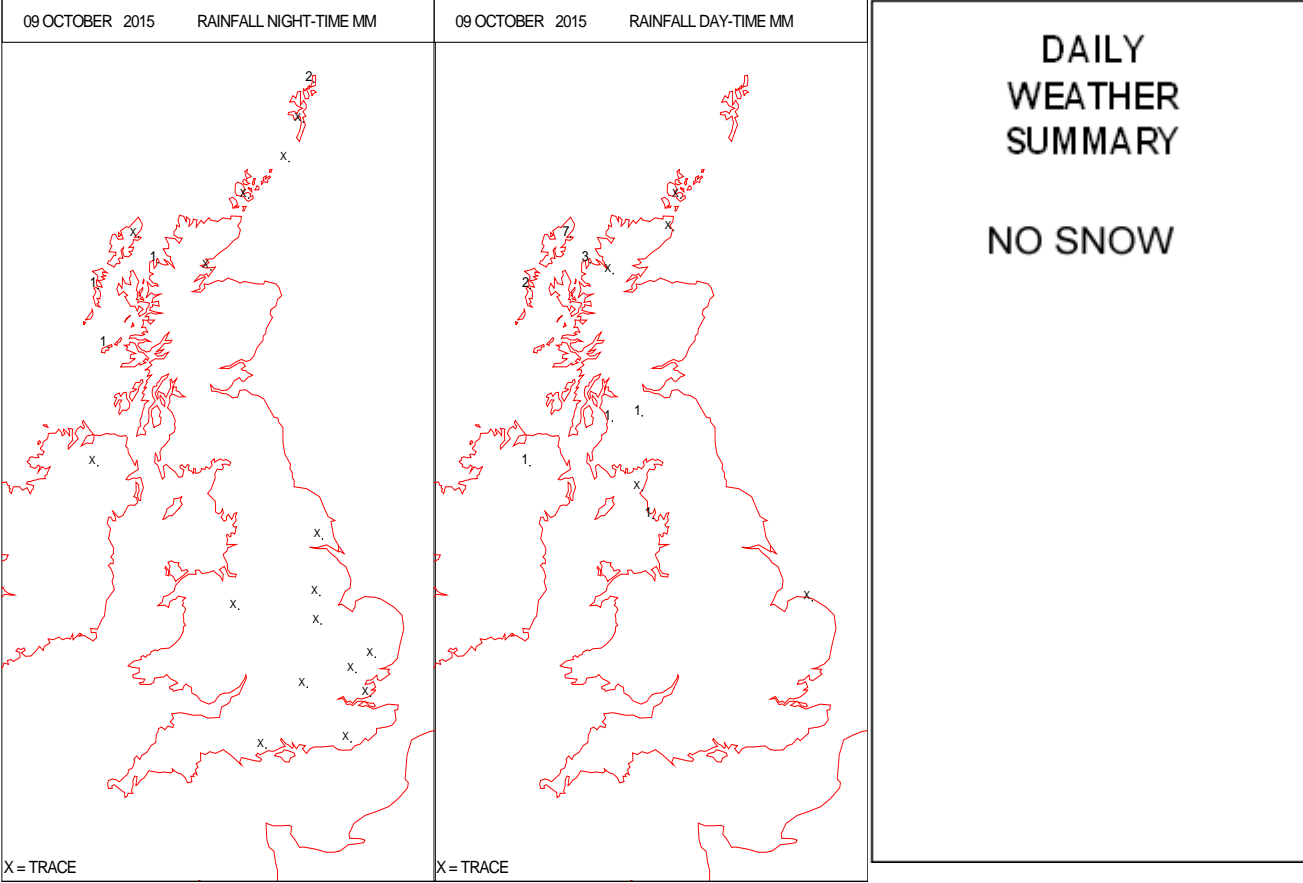 09 OCTOBER 2015 RAINFALL NIGHT-TIME MM
2
X
X
X
X
1
X
1
1
X
X
X
X
X
X
X
X
X
X
X
X = TRACE
09 OCTOBER 2015 RAINFALL DAY-TIME MM
X
X
7
3
X
2
1
1
1
X
1
X
X = TRACE
DAILY
WEATHER
SUMMARY
NO SNOW